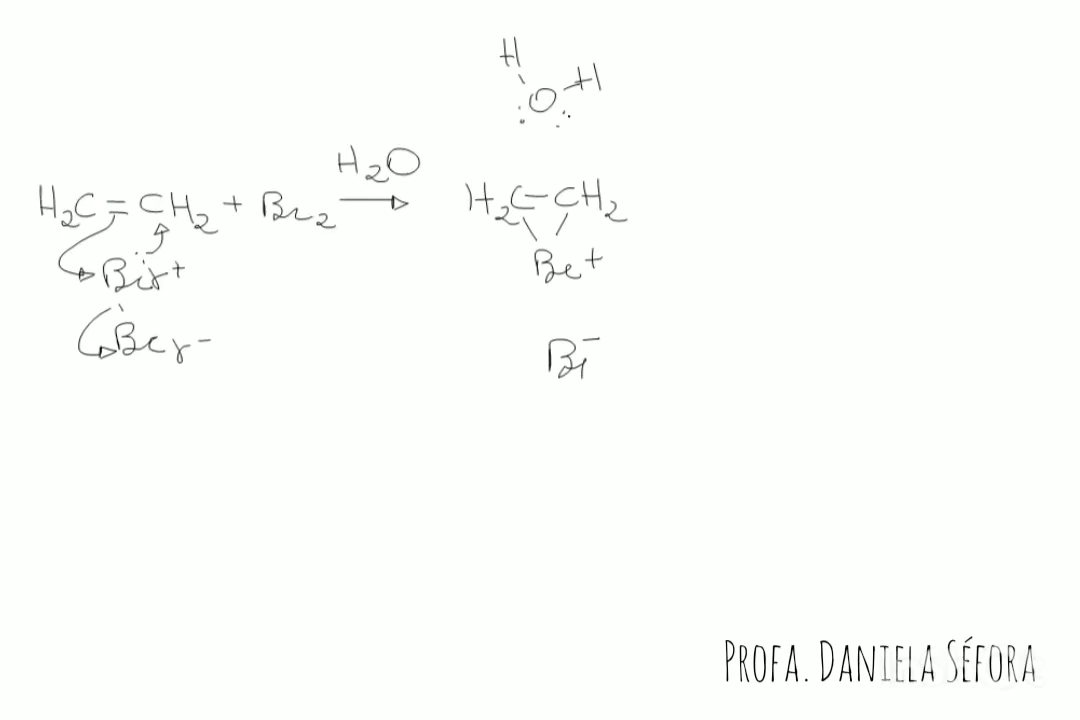 H
:O-H
H₂O
H₂C=CH₂ + Br₂ → H₂C-CH₂
Br δ+
Br+
Br δ-
Br⁻
PROFA. DANIELA SÉFORA